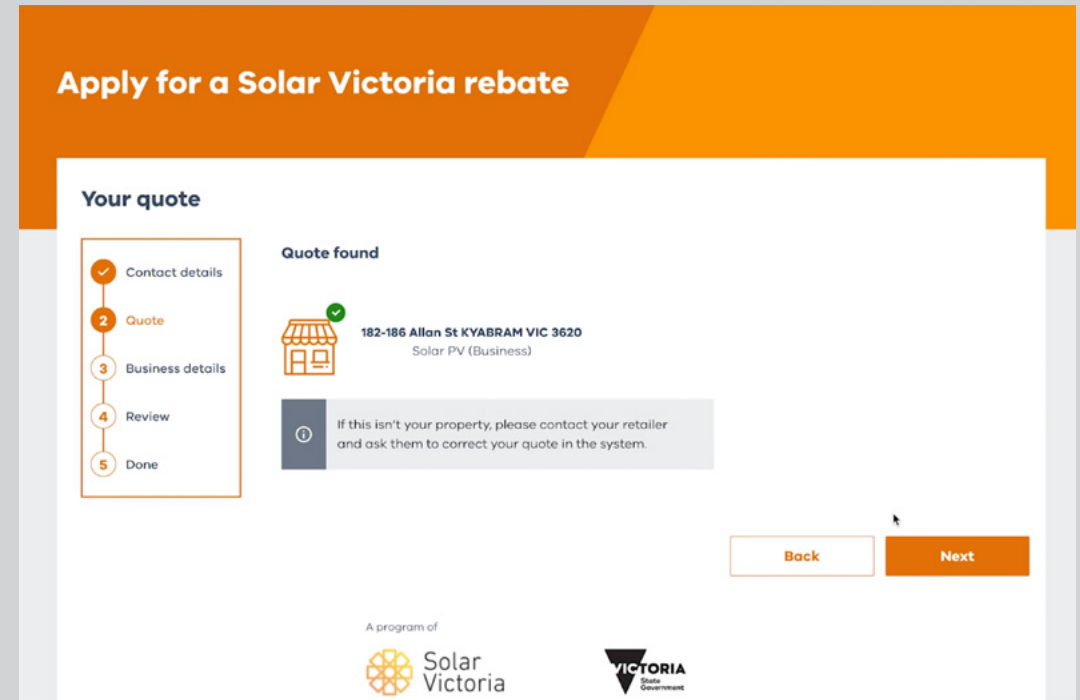 Apply for a Solar Victoria rebate
Your quote
Contact details
2 Quote
3 Business details
4 Review
5 Done
Quote found
182-186 Allan St KYABRAM VIC 3620
Solar PV (Business)
If this isn't your property, please contact your retailer
and ask them to correct your quote in the system.
Back
Next
A program of
Solar
Victoria
VICTORIA
State
Government